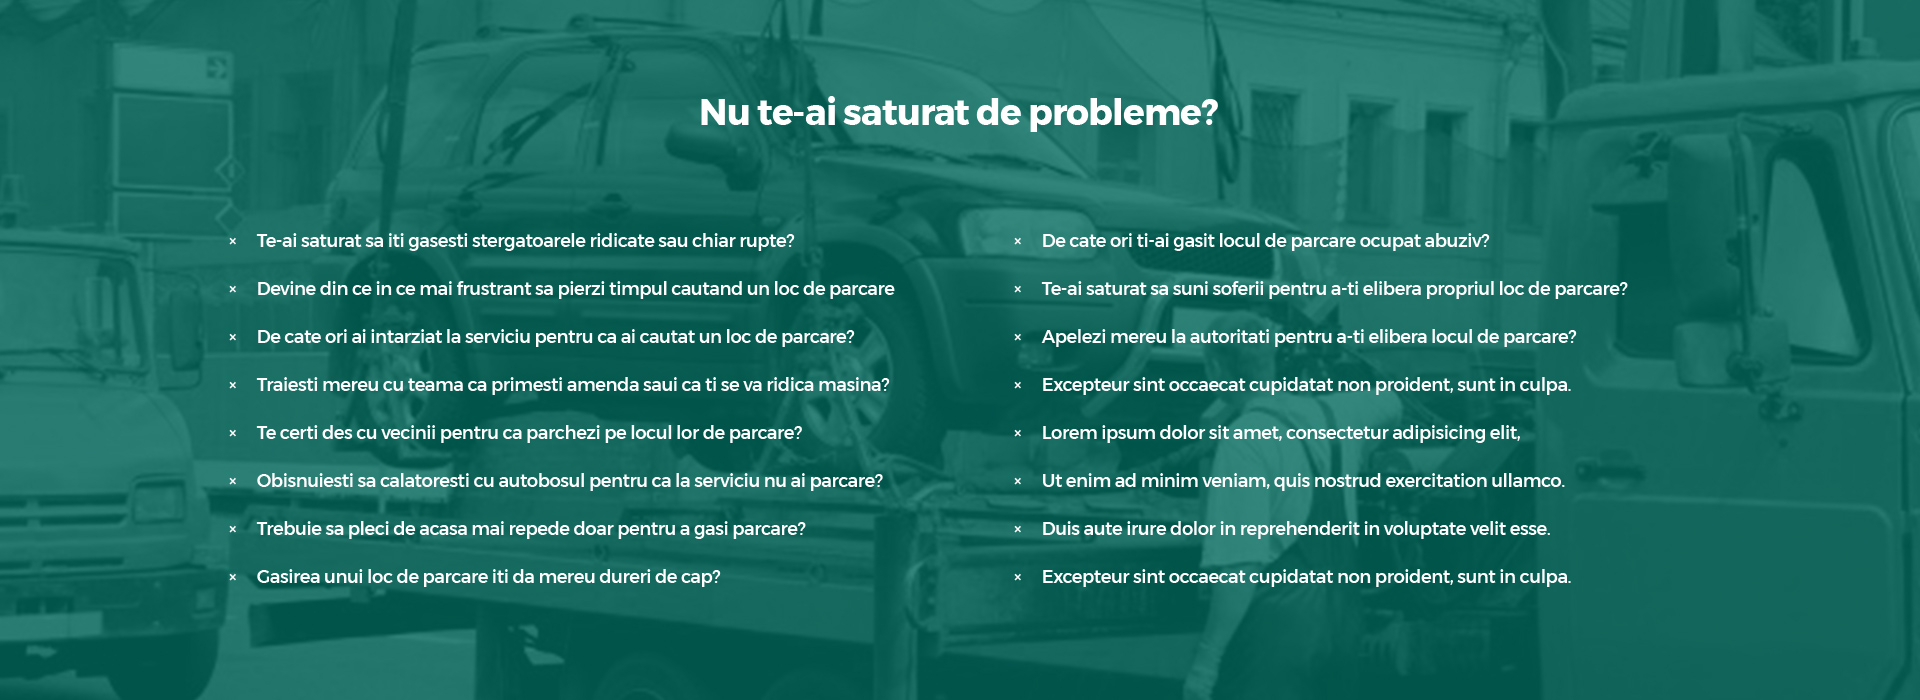 Nu te-ai saturat de probleme?
× Te-ai saturat sa iti gasesti stergatoarele ridicate sau chiar rupte?
× Devine din ce in ce mai frustrant sa pierzi timpul cautand un loc de parcare
× De cate ori ai intarziat la serviciu pentru ca ai cautat un loc de parcare?
× Traiesti mereu cu teama ca primesti amenda saui ca ti se va ridica masina?
× Te certi des cu vecinii pentru ca parchezi pe locul lor de parcare?
× Obisnuiesti sa calatoresti cu autobosul pentru ca la serviciu nu ai parcare?
× Trebuie sa pleci de acasa mai repede doar pentru a gasi parcare?
× Gasirea unui loc de parcare iti da mereu dureri de cap?
× De cate ori ti-ai gasit locul de parcare ocupat abuziv?
× Te-ai saturat sa suni soferii pentru a-ti elibera propriul loc de parcare?
× Apelezi mereu la autoritati pentru a-ti elibera locul de parcare?
× Excepteur sint occaecat cupidatat non proident, sunt in culpa.
× Lorem ipsum dolor sit amet, consectetur adipisicing elit,
× Ut enim ad minim veniam, quis nostrud exercitation ullamco.
× Duis aute irure dolor in reprehenderit in voluptate velit esse.
× Excepteur sint occaecat cupidatat non proident, sunt in culpa.